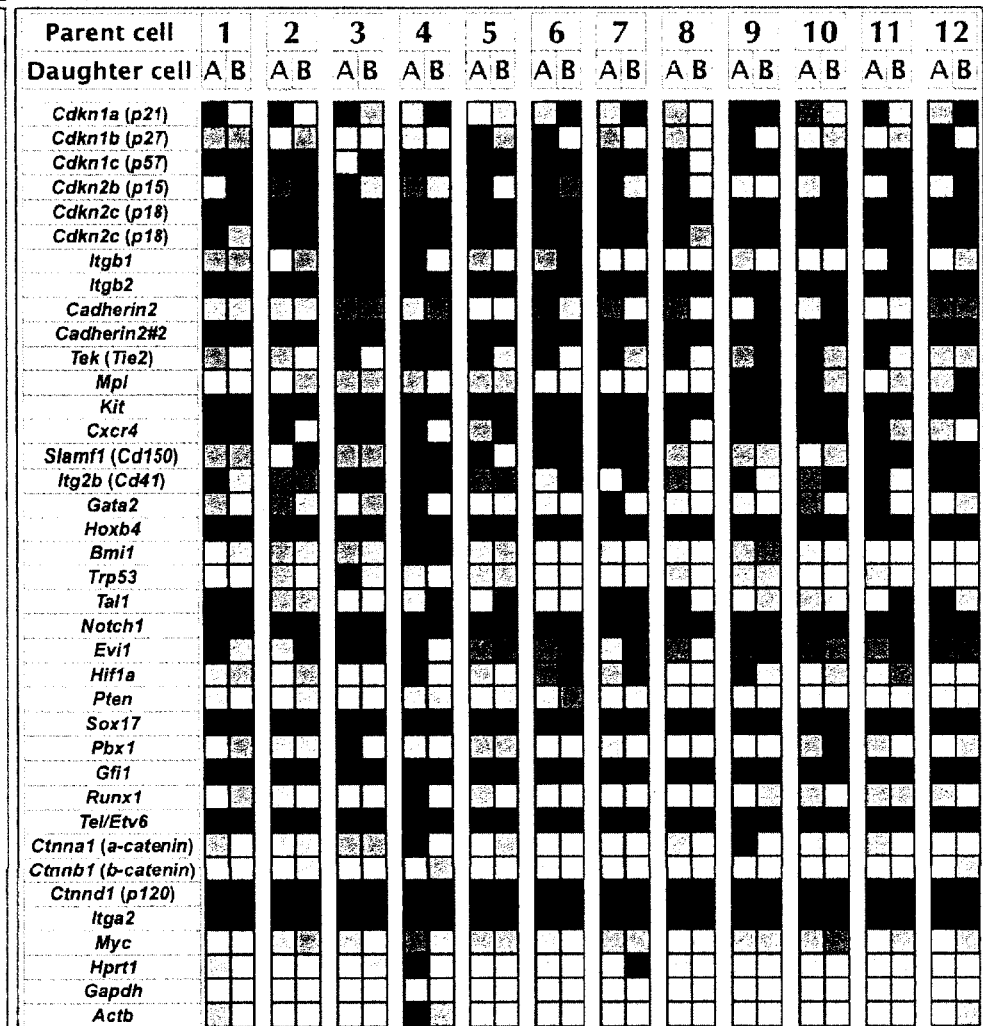 Parent cell 1 2 3 4 5 6 7 8 9 10 11 12
Daughter cell A B A B A B A B A B A B A B A B A B A B A B A B
Cdkn1a (p21)
Cdkn1b (p27)
Cdkn1c (p57)
Cdkn2b (p15)
Cdkn2c (p18)
Cdkn2c (p18)
Itgb1
Itgb2
Cadherin2
Cadherin2#2
Tek (Tie2)
Mpl
Kit
Cxcr4
Slamf1 (Cd150)
Itg2b (Cd41)
Gata2
Hoxb4
Bmi1
Trp53
Tal1
Notch1
Evi1
Hif1a
Pten
Sox17
Pbx1
Gfi1
Runx1
Tel/Etv6
Ctnna1 (a-catenin)
Ctnnb1 (b-catenin)
Ctnnd1 (p120)
Itga2
Myc
Hprt1
Gapdh
Actb